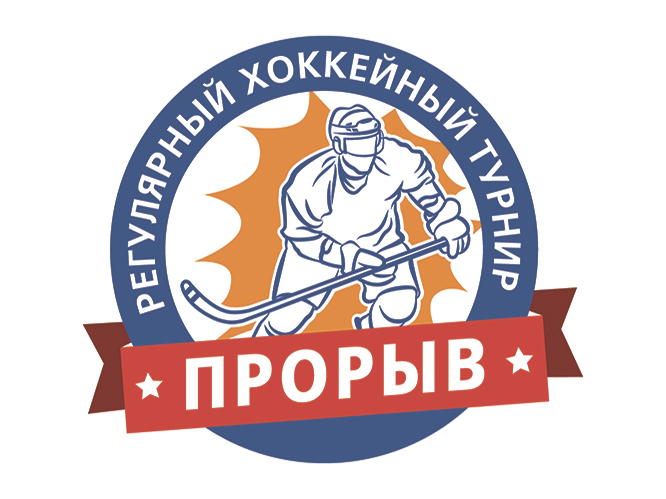 РЕГУЛЯРНЫЙ ХОККЕЙНЫЙ ТУРНИР
ПРОРЫВ